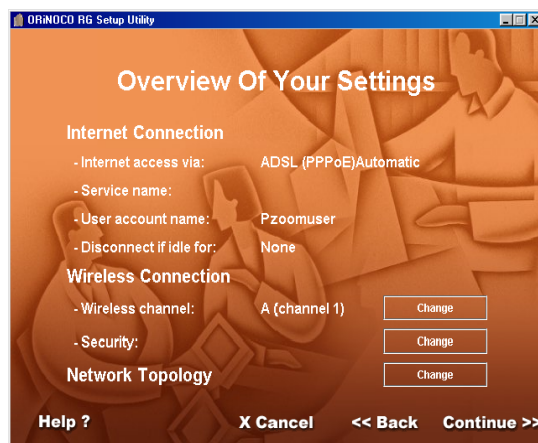 ORiNOCO RG Setup Utility
Overview Of Your Settings
Internet Connection
- Internet access via: ADSL (PPPoE)Automatic
- Service name:
- User account name: Pzoomuser
- Disconnect if idle for: None
Wireless Connection
- Wireless channel: A (channel 1) Change
- Security: Change
Network Topology Change
Help ? X Cancel << Back Continue >>